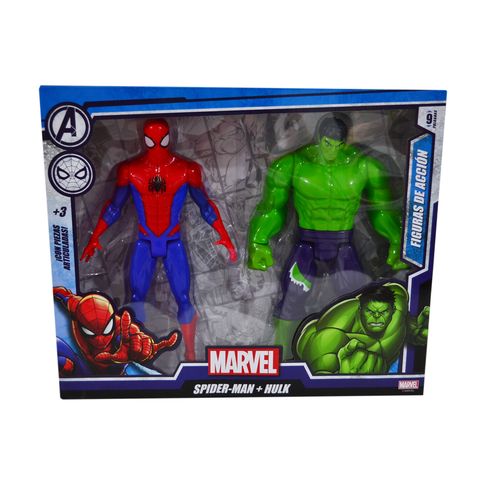 A
+3
¡CON PIEZAS
ARTICULADAS!
9"
FIGURAS DE ACCIÓN
MARVEL
SPIDER-MAN + HULK
MARVEL